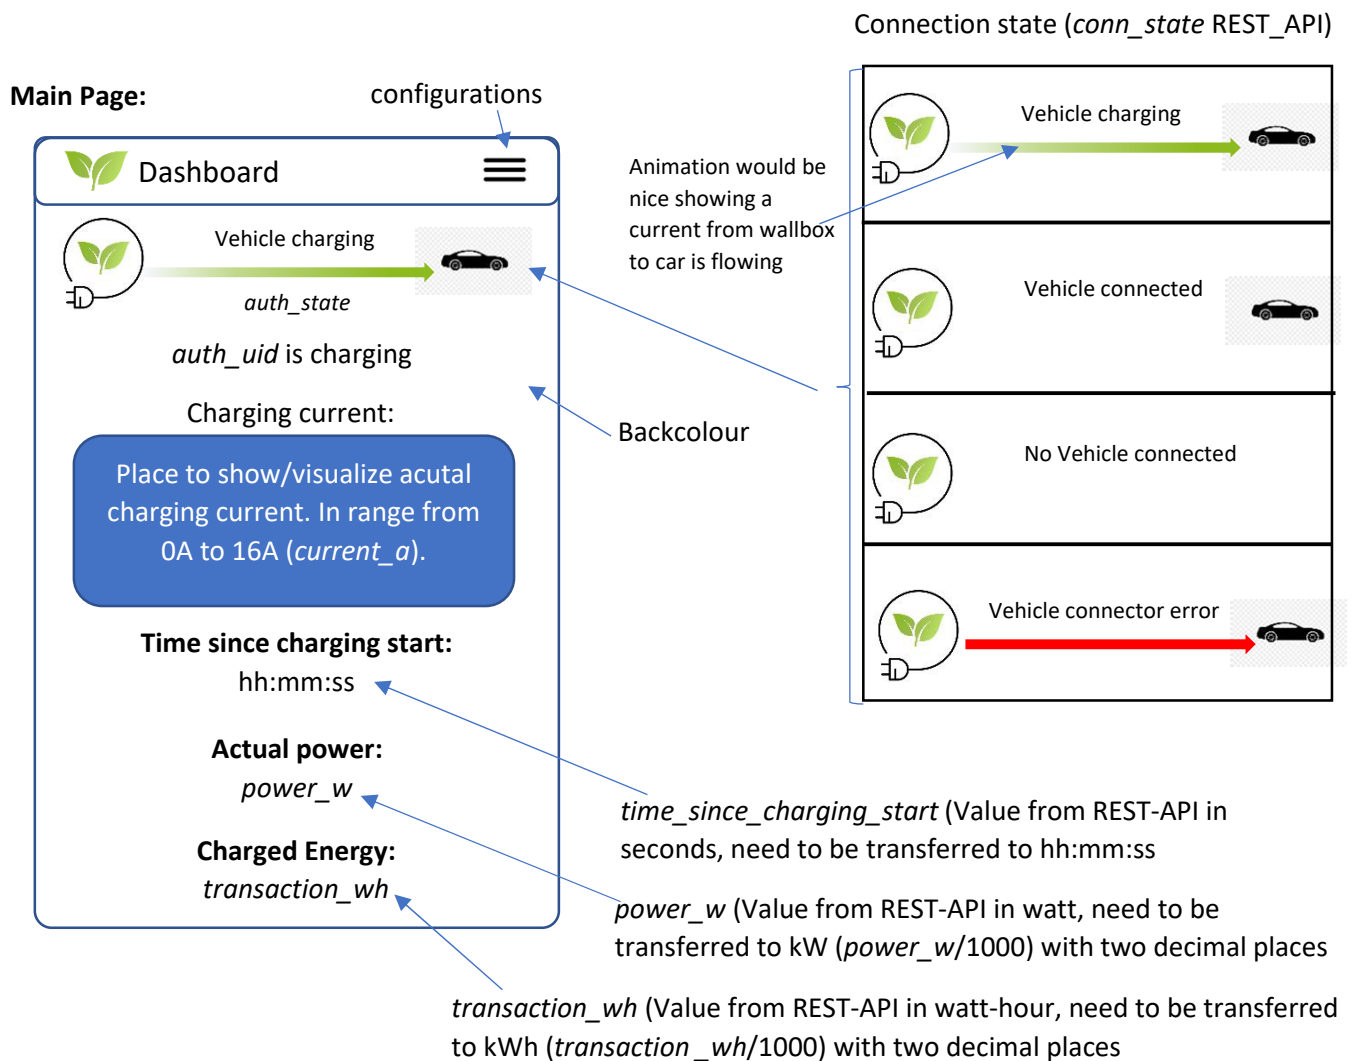 Connection state (conn_state REST_API)
Main Page:
configurations
Dashboard
Vehicle charging
auth_state
auth_uid is charging
Charging current:
Place to show/visualize acutal
charging current. In range from
0A to 16A (current_a).
Time since charging start:
hh:mm:ss
Actual power:
power_w
Charged Energy:
transaction_wh
Animation would be
nice showing a
current from wallbox
to car is flowing
Backcolour
Vehicle charging
Vehicle connected
No Vehicle connected
Vehicle connector error
time_since_charging_start (Value from REST-API in
seconds, need to be transferred to hh:mm:ss
power_w (Value from REST-API in watt, need to be
transferred to kW (power_w/1000) with two decimal places
transaction_wh (Value from REST-API in watt-hour, need to be transferred
to kWh (transaction _wh/1000) with two decimal places